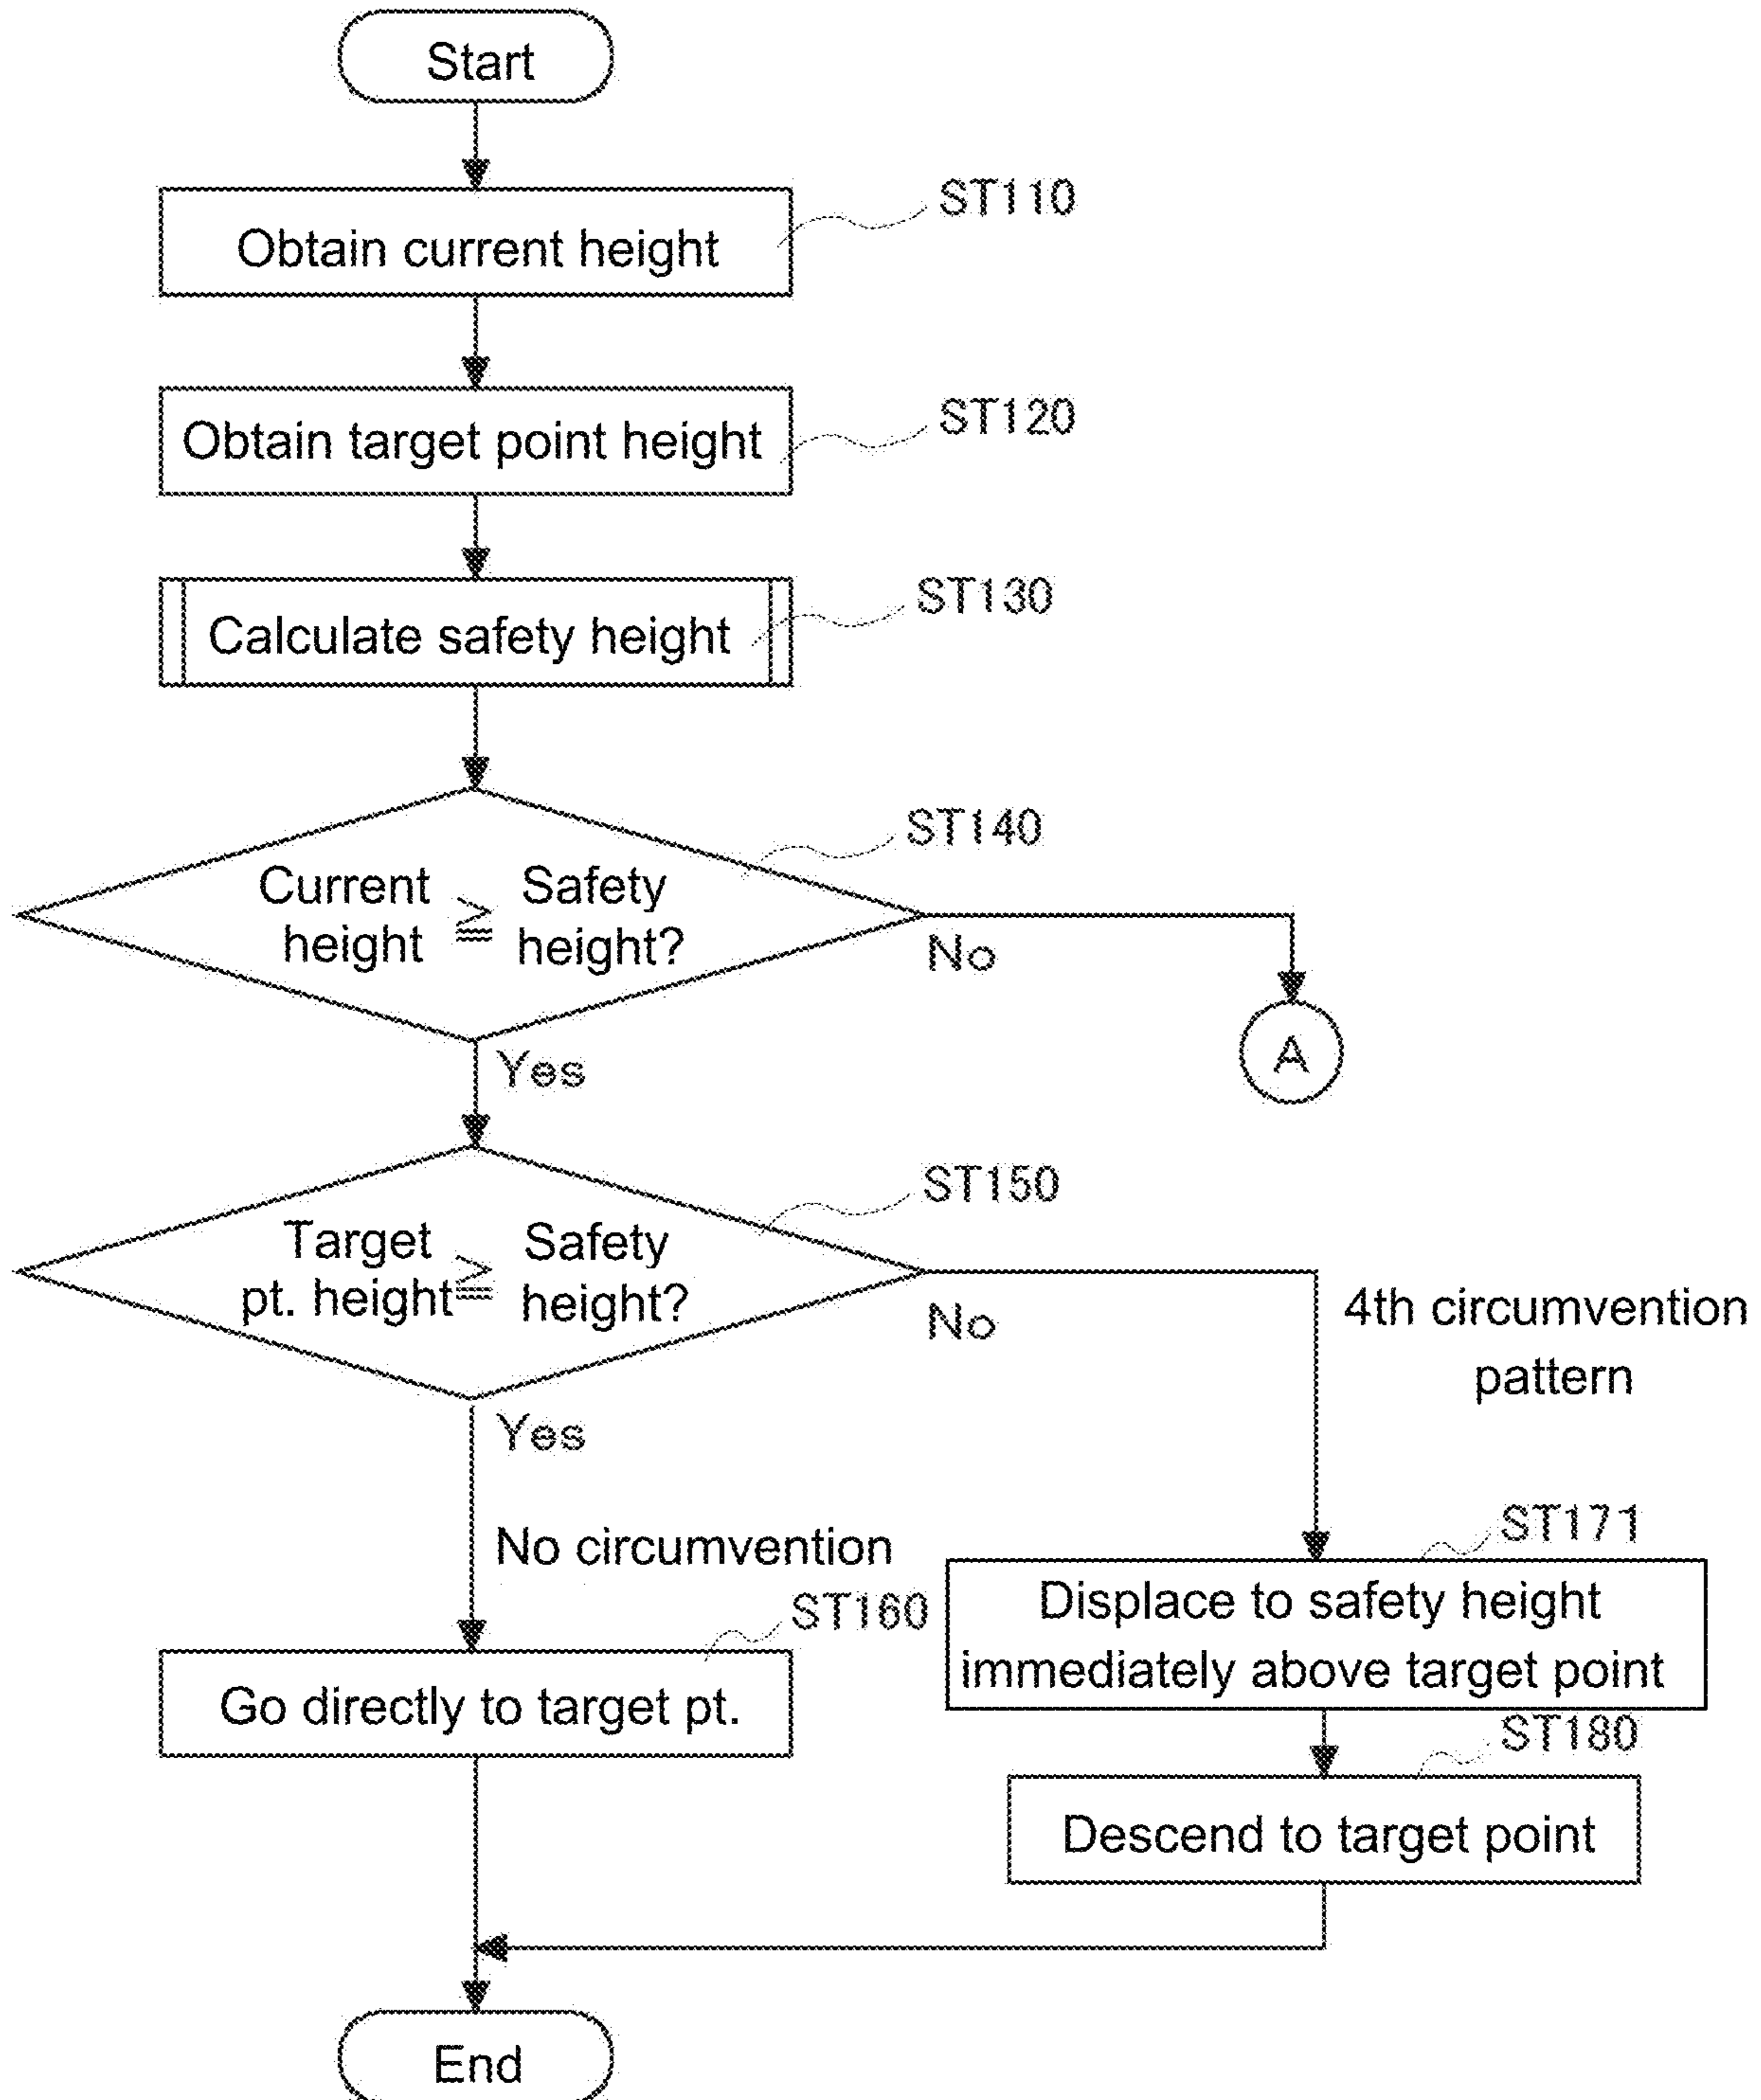 Start
ST110
Obtain current height
ST120
Obtain target point height
ST130
Calculate safety height
ST140
Current ≧ Safety
height height?
No
A
Yes
ST150
Target ≧ Safety
pt. height height?
No
4th circumvention
pattern
Yes
No circumvention
ST160
Go directly to target pt.
ST171
Displace to safety height
immediately above target point
ST180
Descend to target point
End